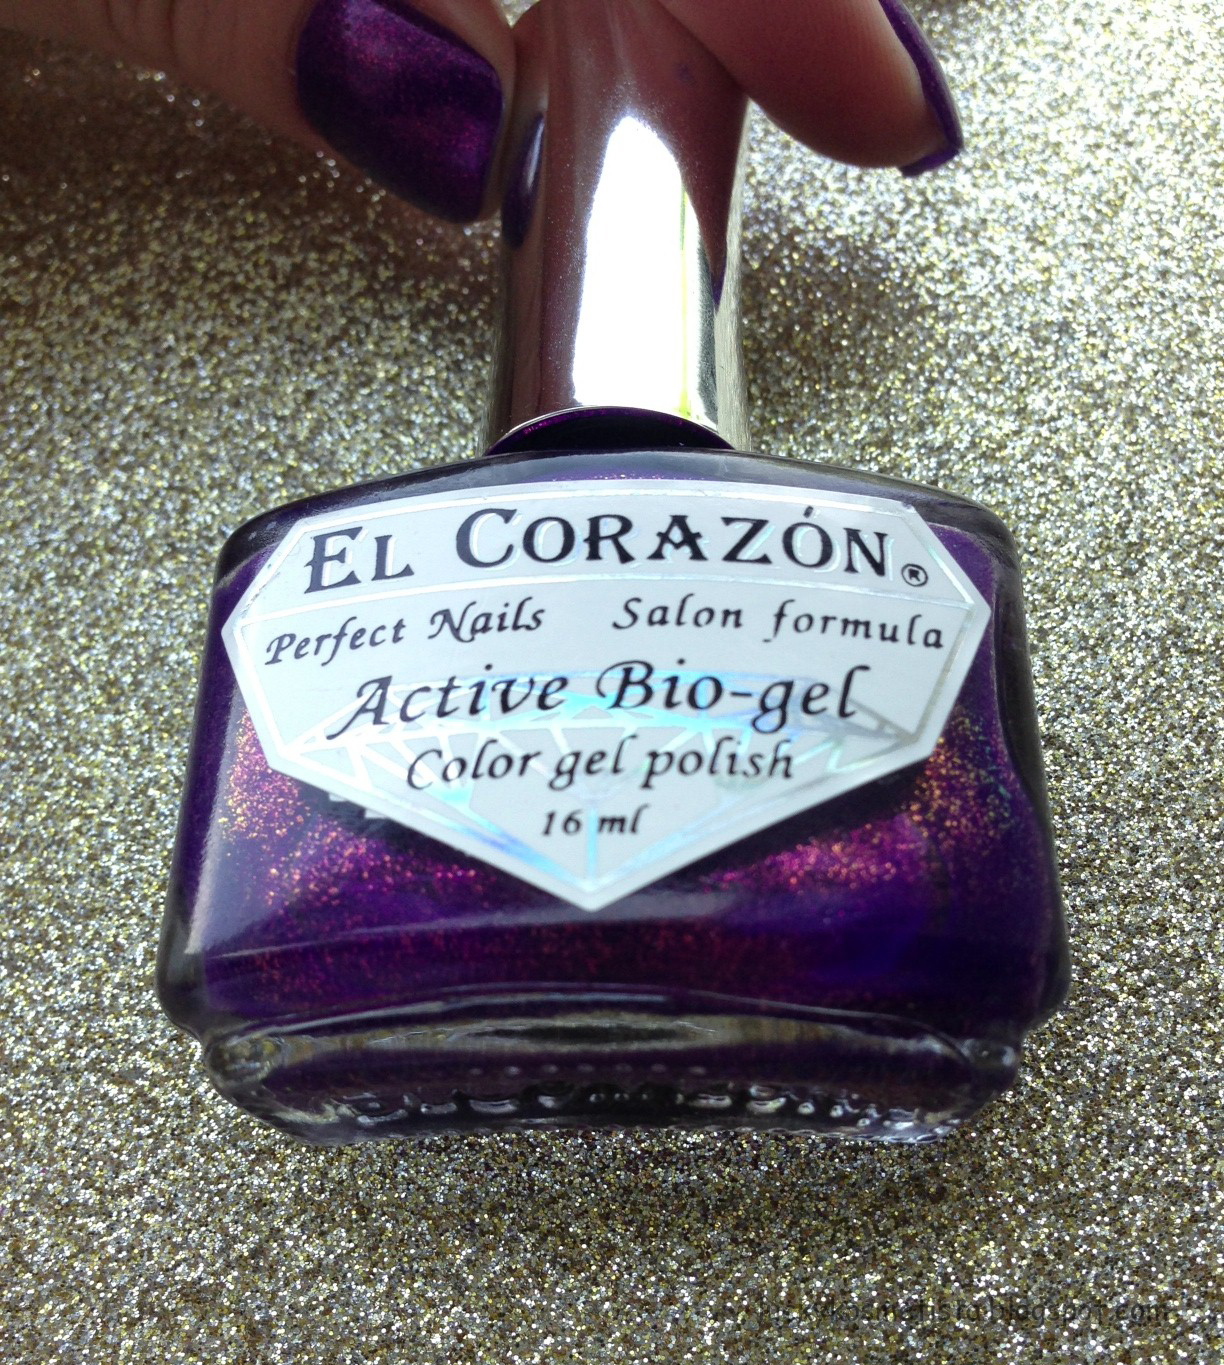 EL CORAZÓN®
Perfect Nails Salon formula
Active Bio-gel
Color gel polish
16 ml